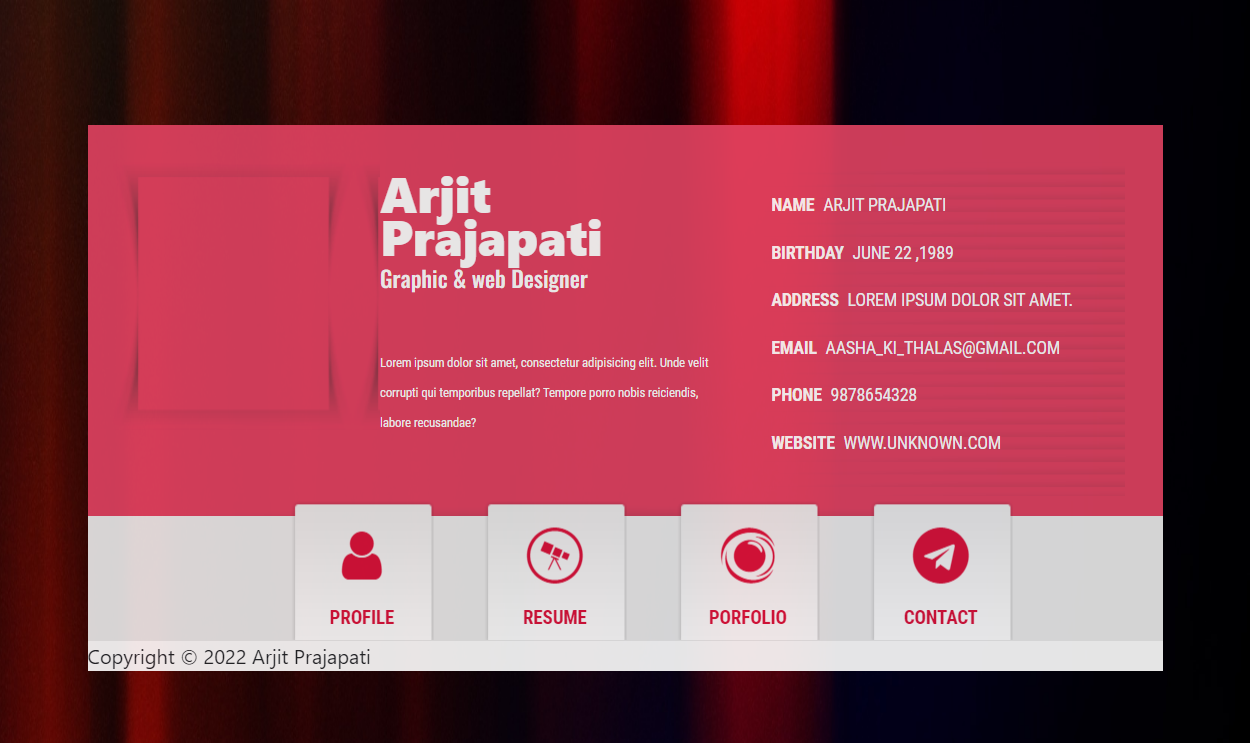 Arjit
Prajapati
Graphic & web Designer
Lorem ipsum dolor sit amet, consectetur adipisicing elit. Unde velit
corrupti qui temporibus repellat? Tempore porro nobis reiciendis,
labore recusandae?
NAME ARJIT PRAJAPATI
BIRTHDAY JUNE 22 ,1989
ADDRESS LOREM IPSUM DOLOR SIT AMET.
EMAIL AASHA_KI_THALAS@GMAIL.COM
PHONE 9878654328
WEBSITE WWW.UNKNOWN.COM
PROFILE
RESUME
PORFOLIO
CONTACT
Copyright © 2022 Arjit Prajapati